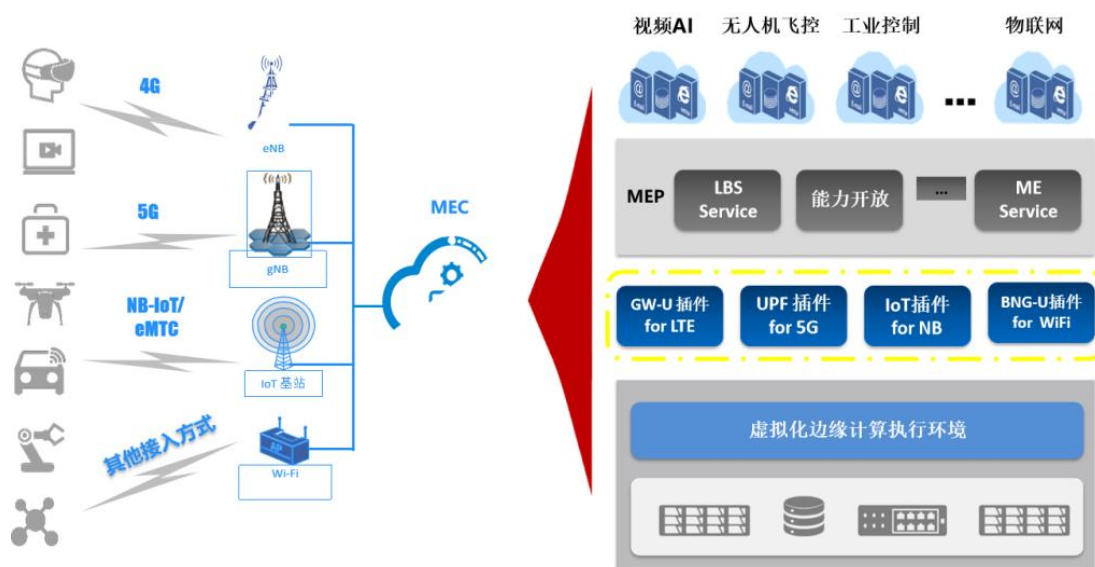 4G
eNB
5G
gNB
NB-IoT/
eMTC
IoT 基站
其他接入方式
AP
Wi-Fi
MEC
视频AI
无人机飞控
工业控制
物联网
...
MEP
LBS
Service
能力开放
...
ME
Service
GW-U 插件
for LTE
UPF 插件
for 5G
IoT插件
for NB
BNG-U插件
for WiFi
虚拟化边缘计算执行环境